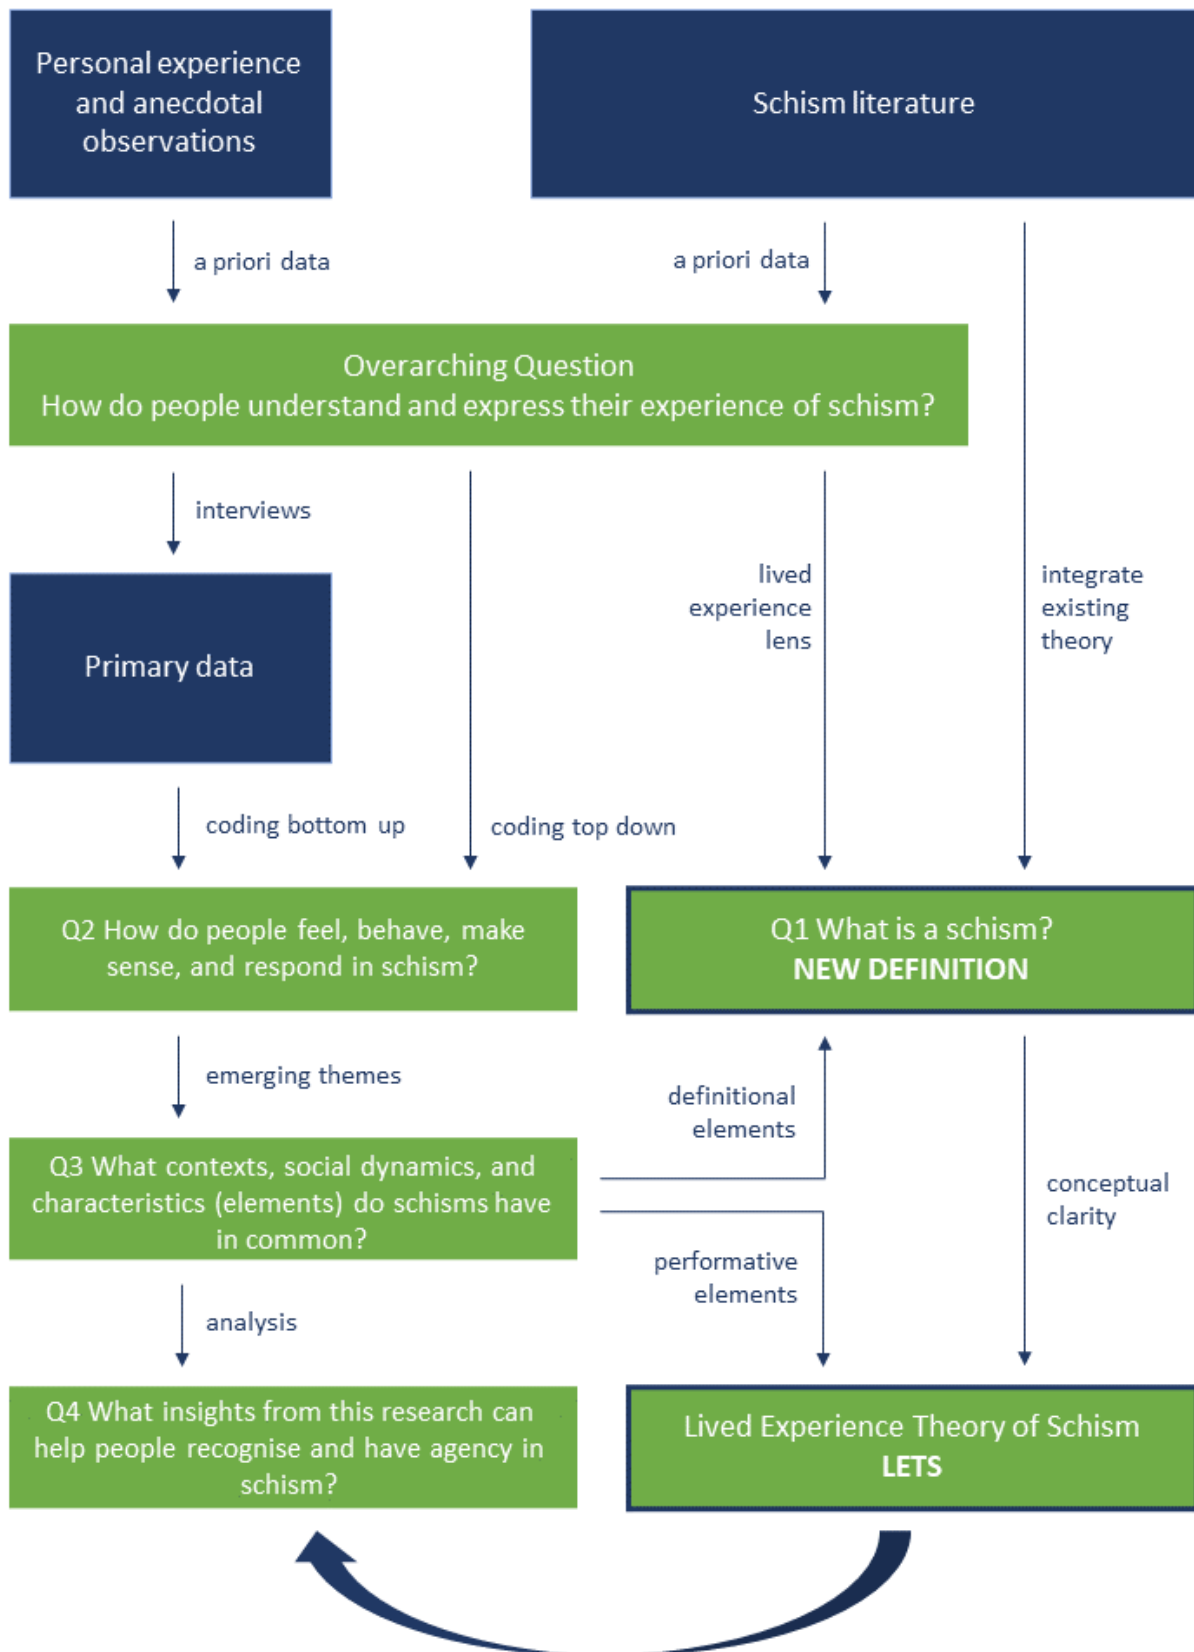 Personal experience
and anecdotal
observations
Schism literature
a priori data
a priori data
Overarching Question
How do people understand and express their experience of schism?
interviews
lived
experience
lens
integrate
existing
theory
Primary data
coding bottom up
coding top down
Q2 How do people feel, behave, make
sense, and respond in schism?
Q1 What is a schism?
NEW DEFINITION
emerging themes
definitional
elements
Q3 What contexts, social dynamics, and
characteristics (elements) do schisms have
in common?
conceptual
clarity
performative
elements
analysis
Q4 What insights from this research can
help people recognise and have agency in
schism?
Lived Experience Theory of Schism
LETS